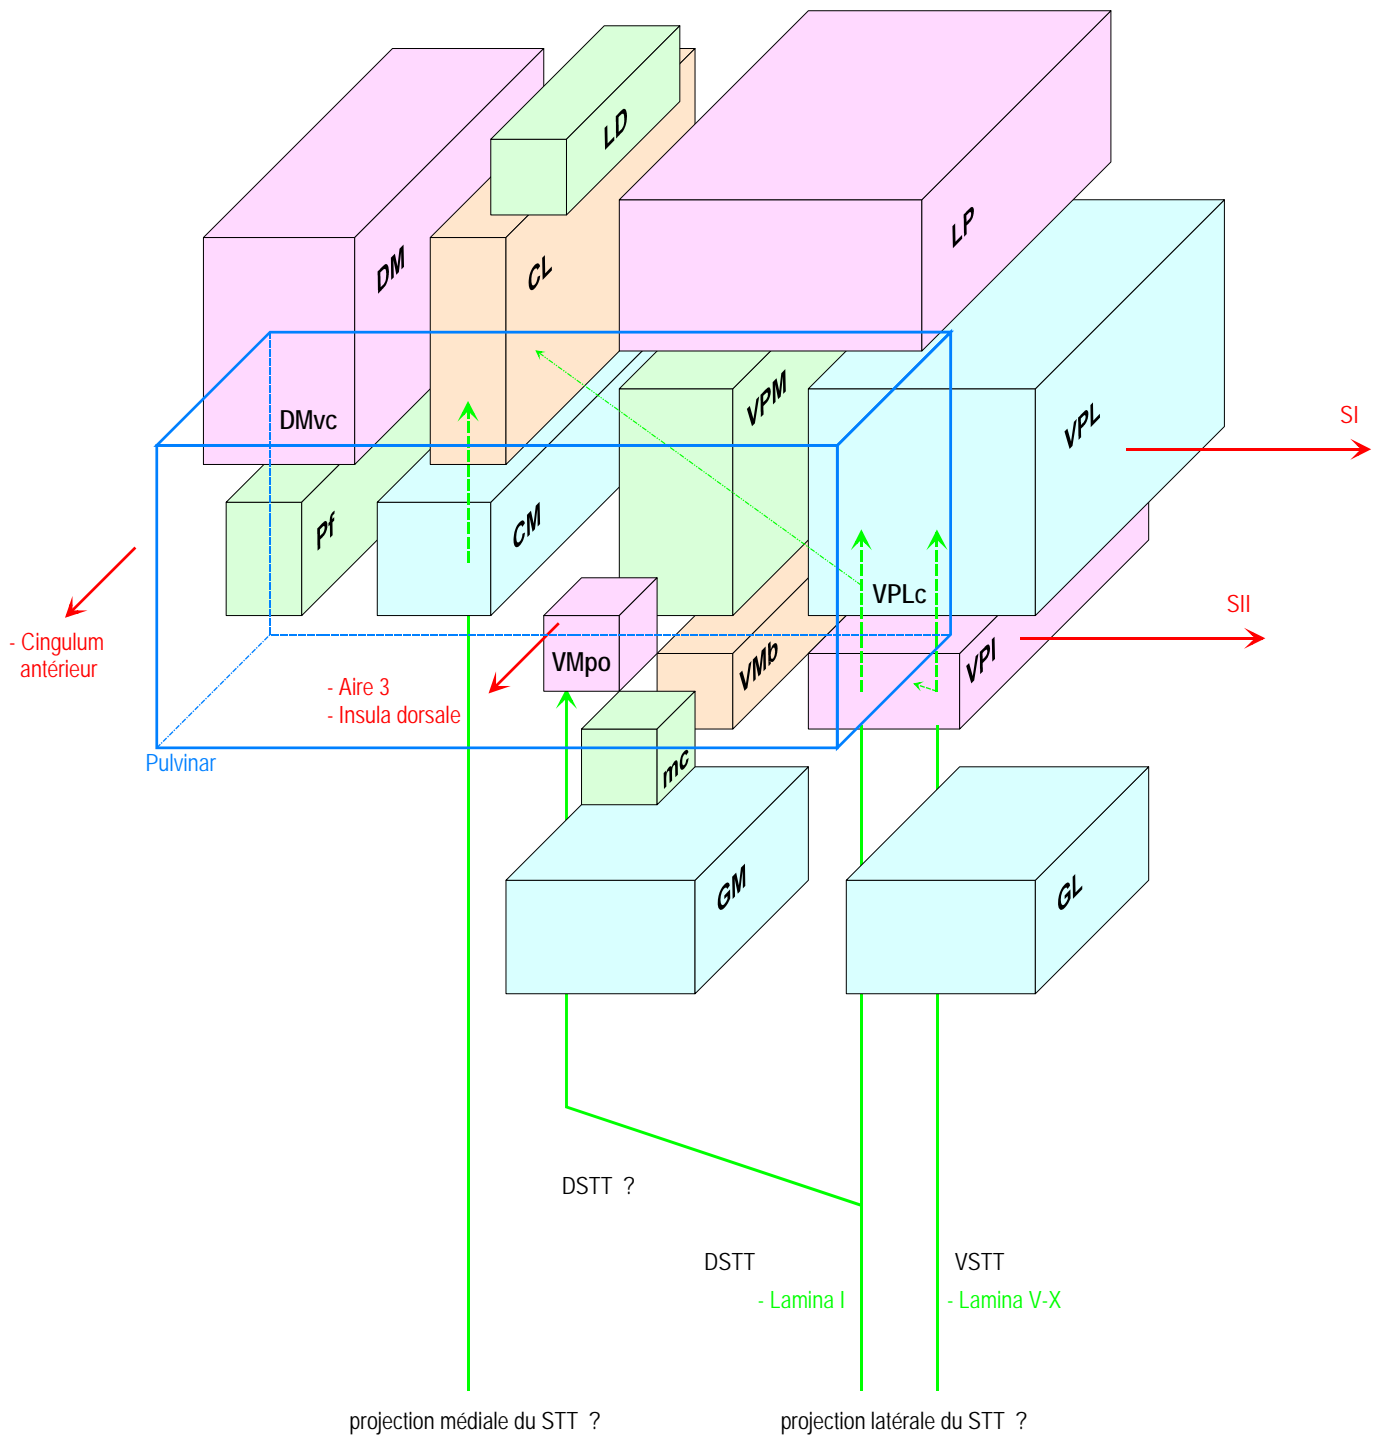 LD
LP
DM
CL
VPM
VPL
SI
DMvc
Pf
CM
VPLc
SII
- Cingulum
antérieur
VMpo
VMb
VPI
- Aire 3
- Insula dorsale
Pulvinar
mc
GM
GL
DSTT ?
DSTT
VSTT
- Lamina I
- Lamina V-X
projection médiale du STT ?
projection latérale du STT ?